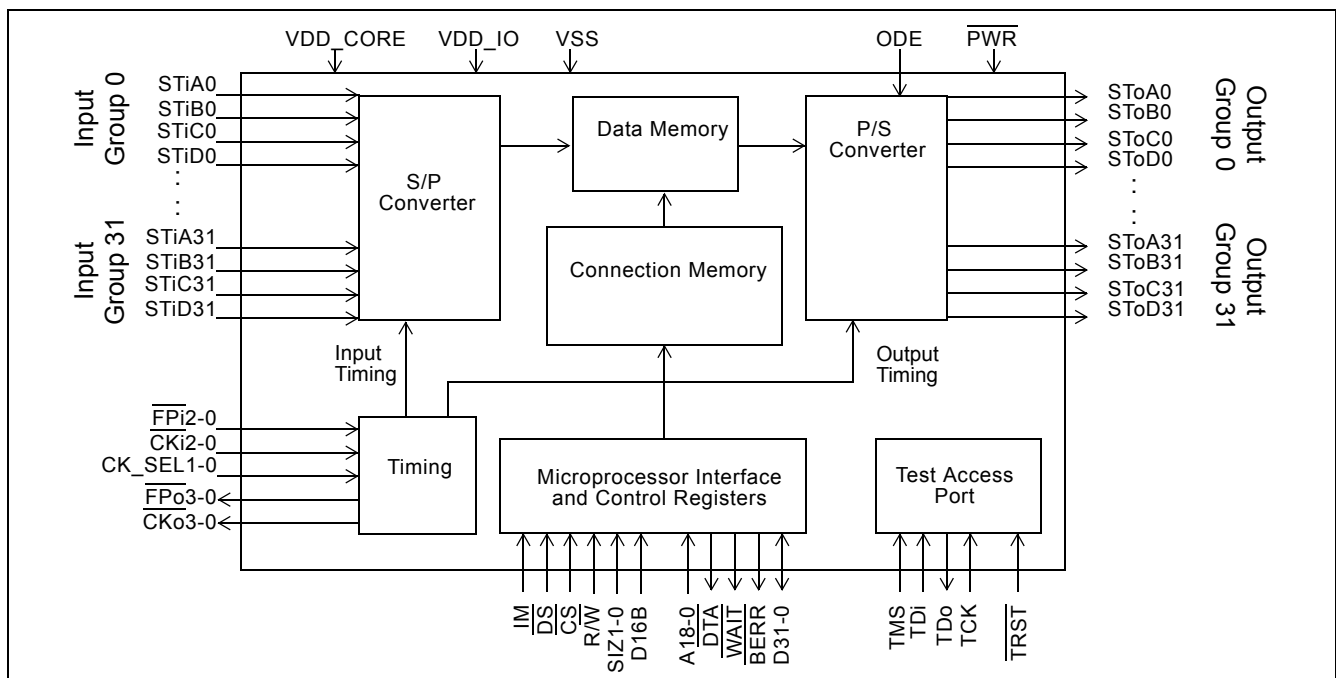 VDD_CORE
VDD_IO
VSS
ODE
PWR
Input
Group 0
STiA0
STiB0
STiC0
STiD0
Input
Group 31
STiA31
STiB31
STiC31
STiD31
S/P
Converter
Data Memory
Connection Memory
P/S
Converter
SToA0
SToB0
SToC0
SToD0
Output
Group 0
SToA31
SToB31
SToC31
SToD31
Output
Group 31
Input
Timing
Output
Timing
FPi2-0
CKi2-0
CK_SEL1-0
FPo3-0
CKo3-0
Timing
Microprocessor Interface
and Control Registers
Test Access
Port
IM
DS
CS
R/W
SIZ1-0
D16B
A18-0
DTA
WAIT
BERR
D31-0
TMS
TDi
TDo
TCK
TRST